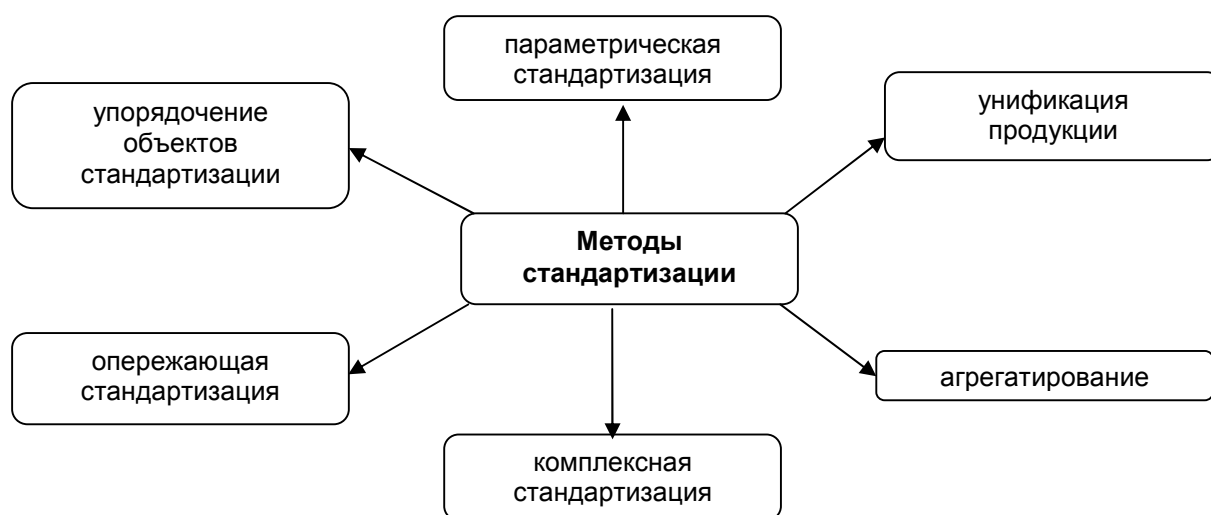 параметрическая
стандартизация
упорядочение
объектов
стандартизации
унификация
продукции
Методы
стандартизации
опережающая
стандартизация
агрегатирование
комплексная
стандартизация